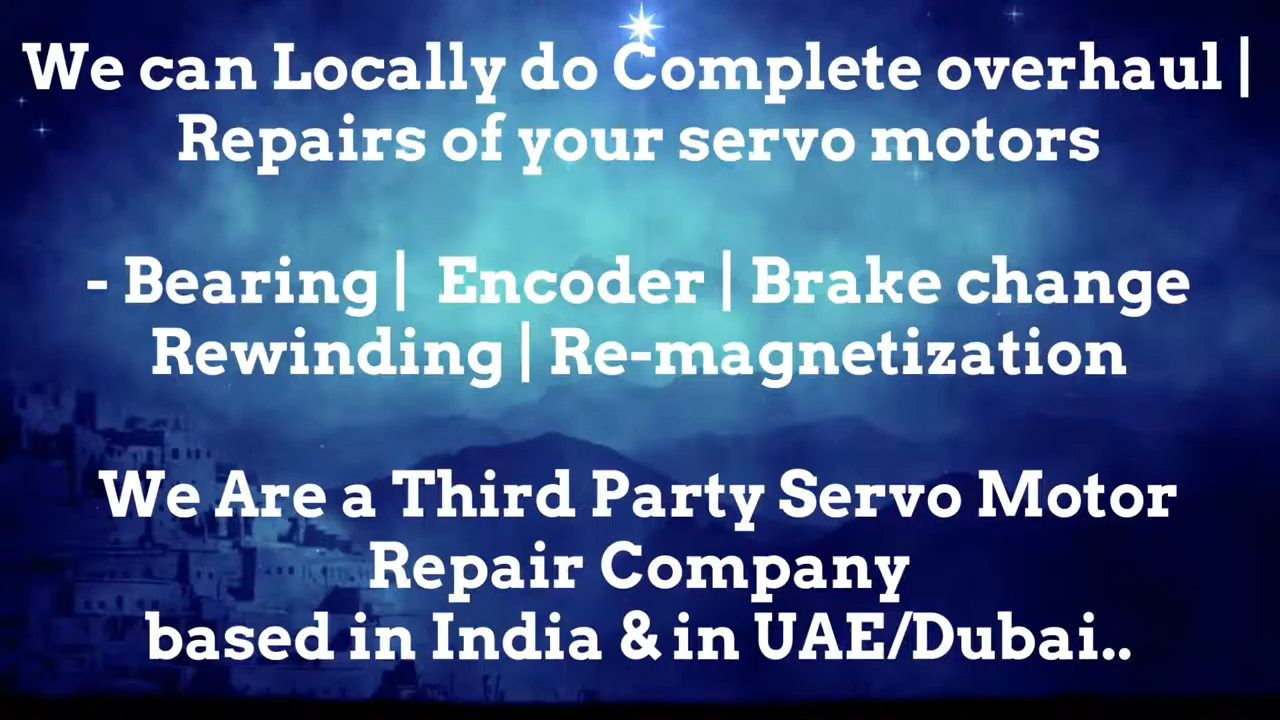 We can Locally do Complete overhaul |
Repairs of your servo motors
- Bearing | Encoder | Brake change
Rewinding | Re-magnetization
We Are a Third Party Servo Motor
Repair Company
based in India & in UAE/Dubai..